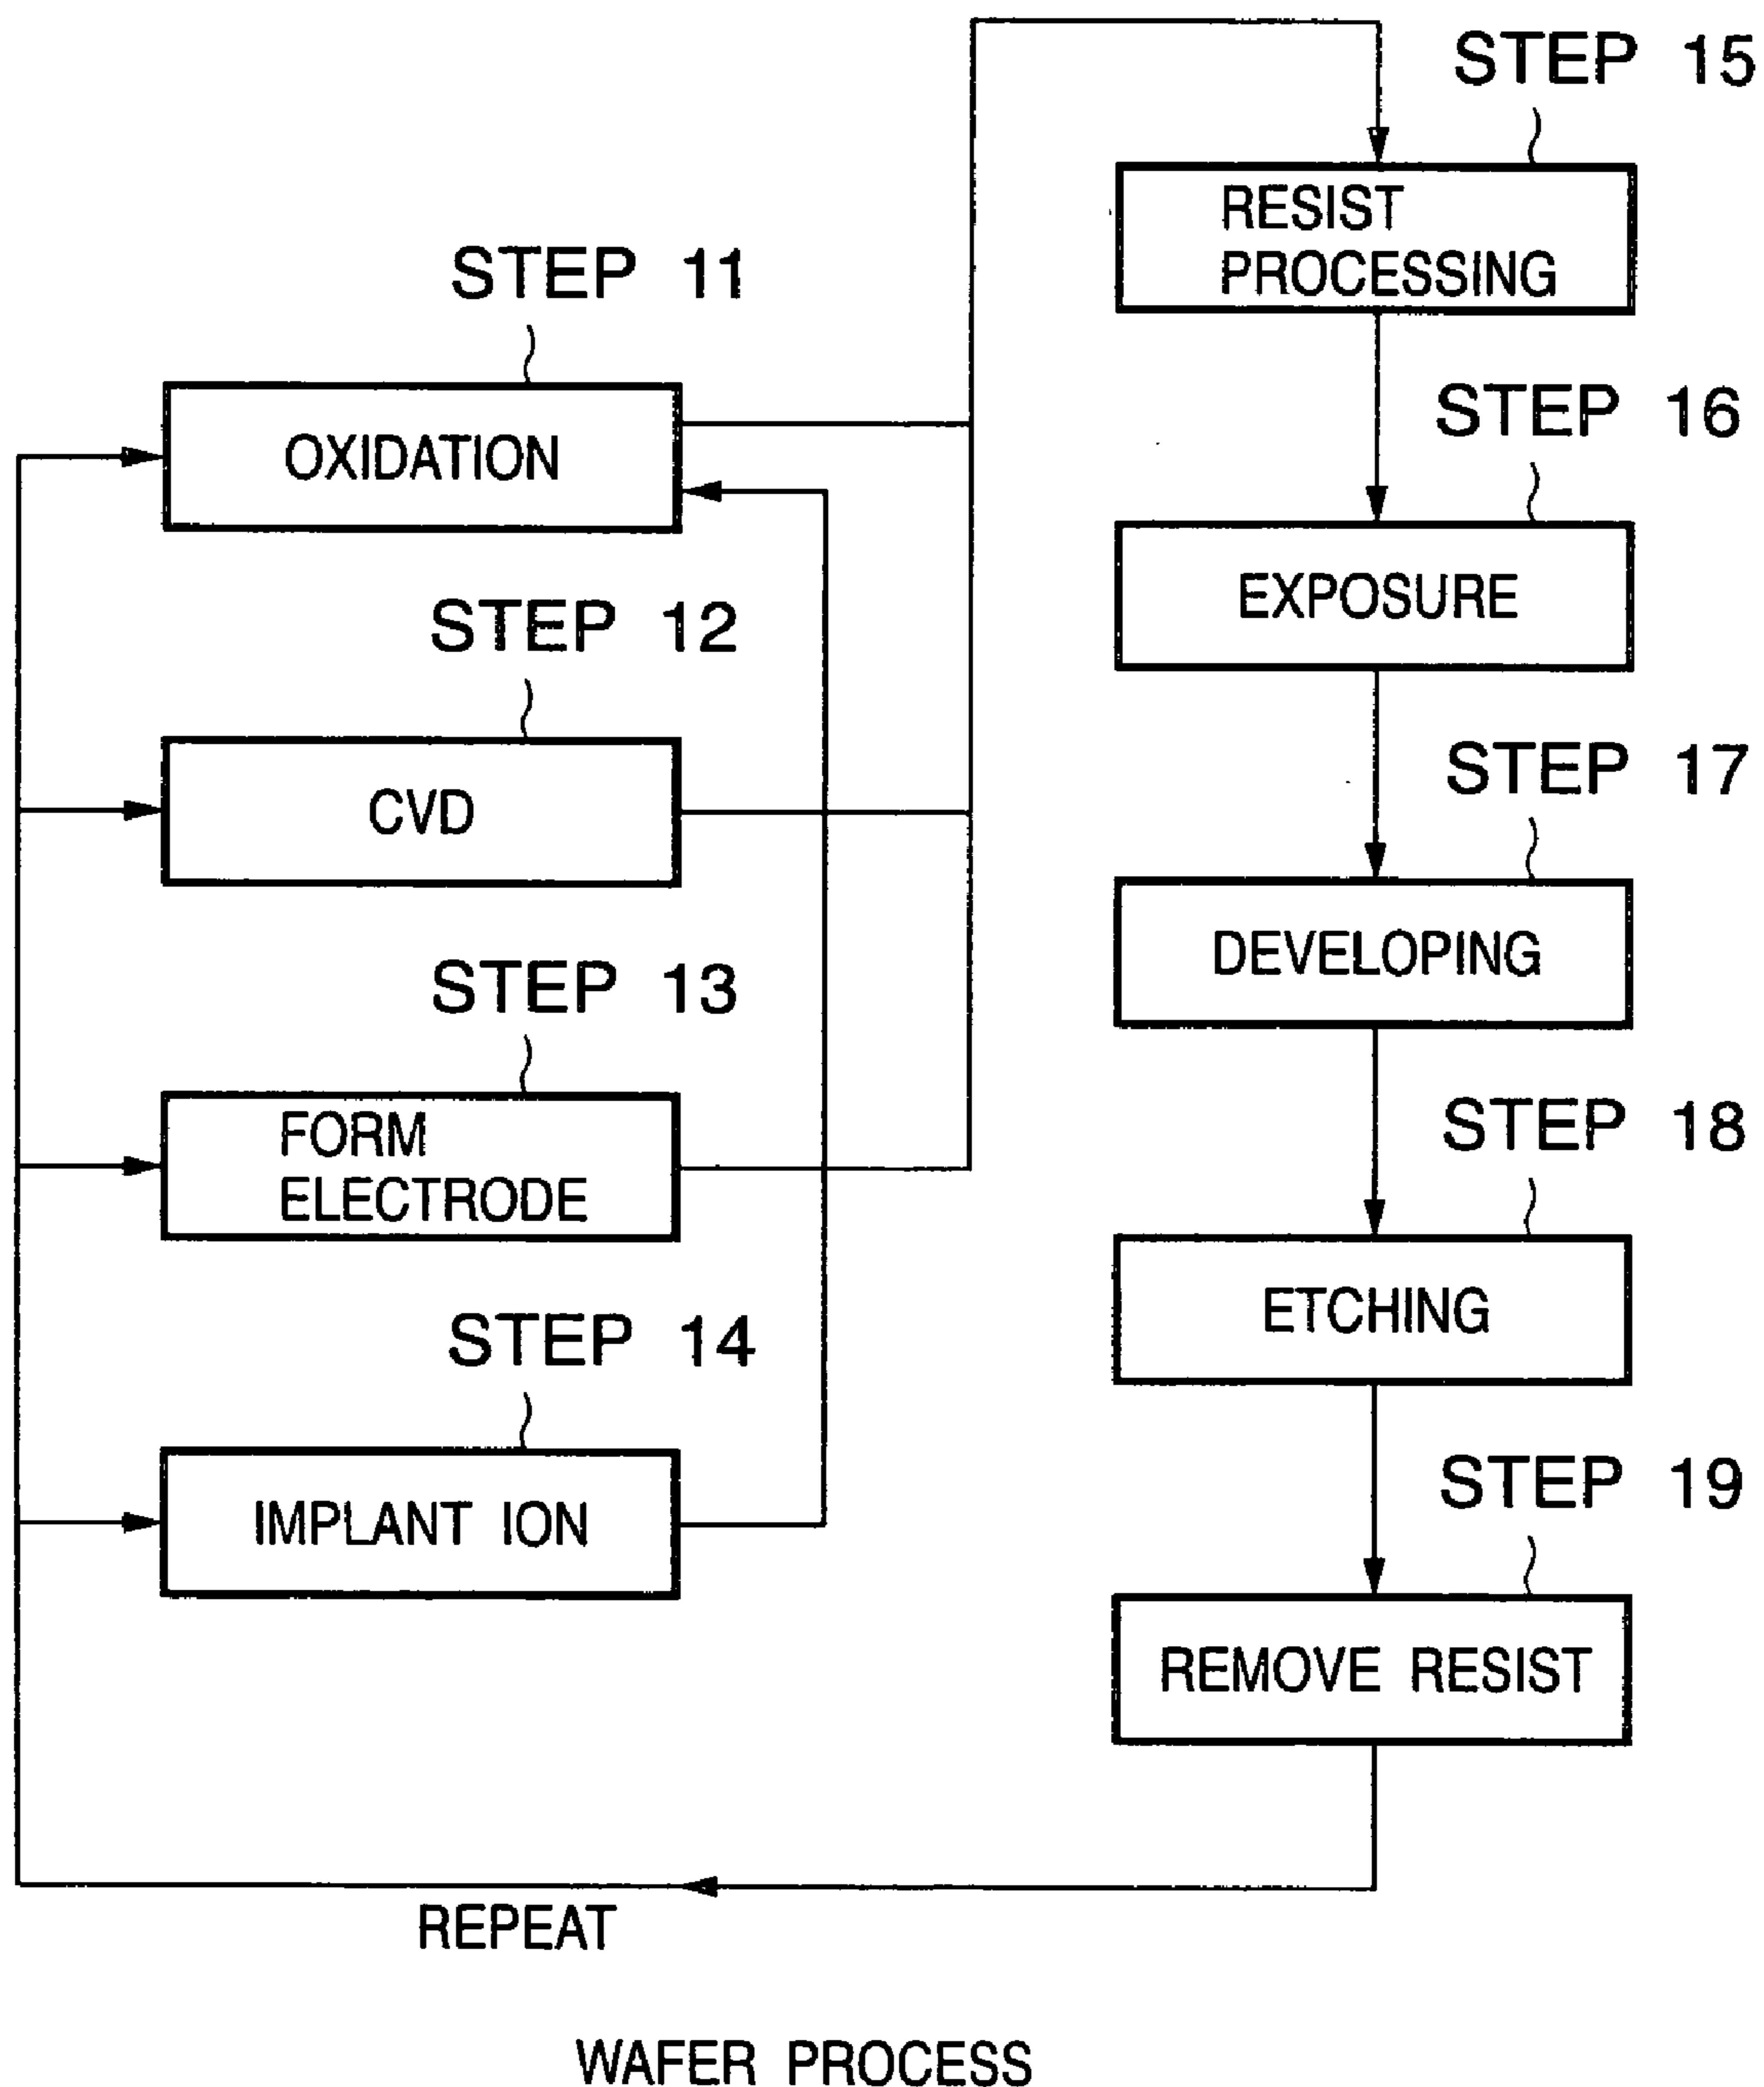 STEP 11
OXIDATION
STEP 12
CVD
STEP 13
FORM
ELECTRODE
STEP 14
IMPLANT ION
STEP 15
RESIST
PROCESSING
STEP 16
EXPOSURE
STEP 17
DEVELOPING
STEP 18
ETCHING
STEP 19
REMOVE RESIST
REPEAT
WAFER PROCESS